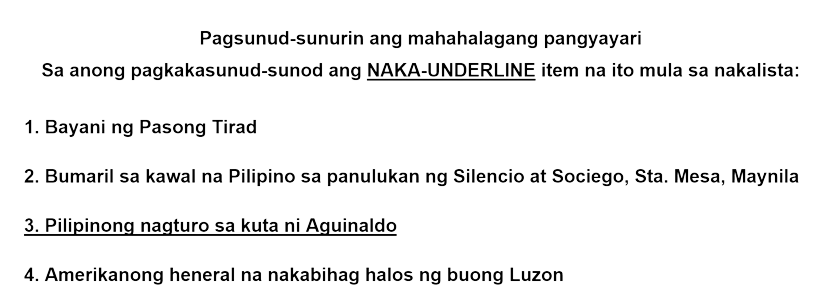 Pagsunud-sunurin ang mahahalagang pangyayari
Sa anong pagkakasunud-sunod ang NAKA-UNDERLINE item na ito mula sa nakalista:
1. Bayani ng Pasong Tirad
2. Bumaril sa kawal na Pilipino sa panulukan ng Silencio at Sociego, Sta. Mesa, Maynila
3. Pilipinong nagturo sa kuta ni Aguinaldo
4. Amerikanong heneral na nakabihag halos ng buong Luzon